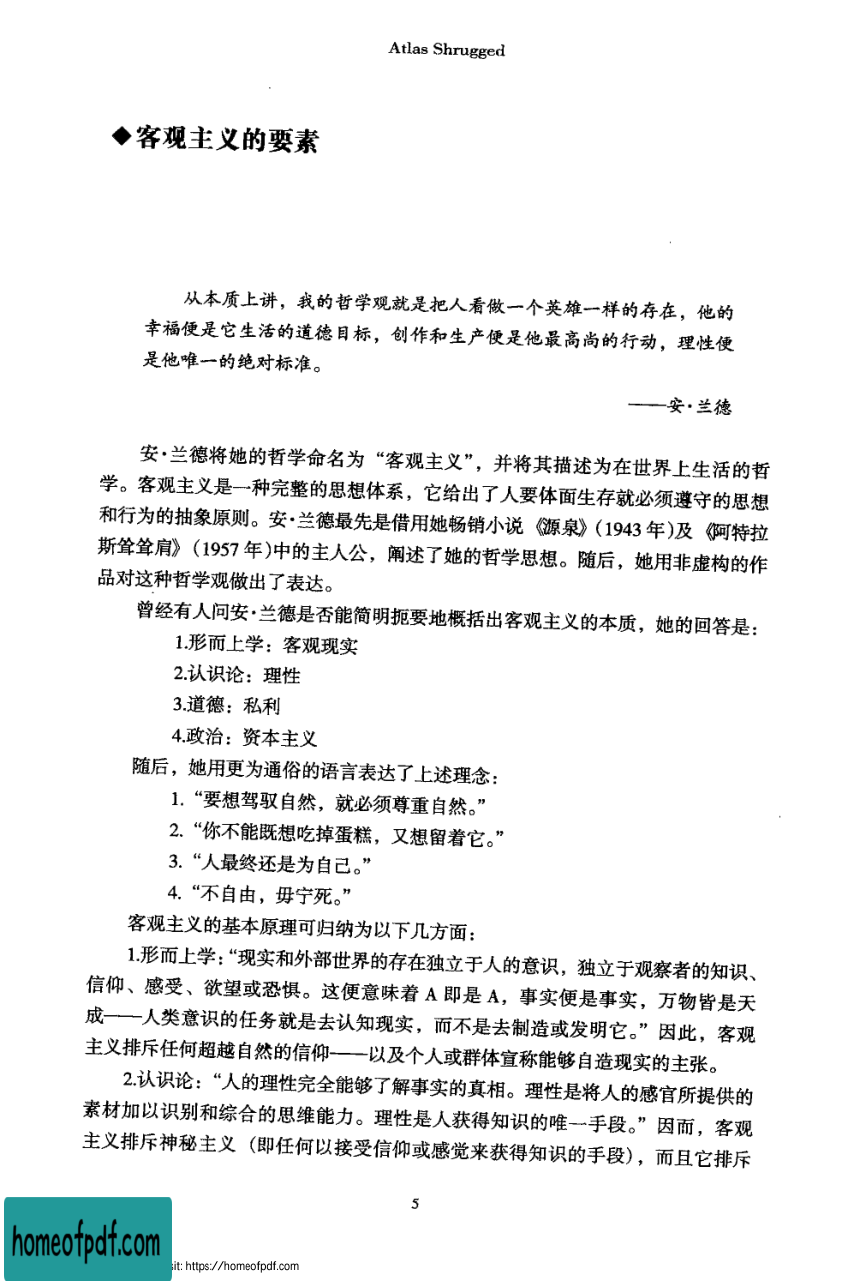 Atlas Shrugged
◆客观主义的要素
从本质上讲，我的哲学观就是把人看做一个英雄一样的存在，他的
幸福便是它生活的道德目标，创作和生产便是他最高尚的行动，理性便
是他唯一的绝对标准。
——安·兰德
安·兰德将她的哲学命名为“客观主义”，并将其描述为在世界上生活的哲
学。客观主义是一种完整的思想体系，它给出了人要体面生存就必须遵守的思想
和行为的抽象原则。安·兰德最先是借用她畅销小说《源泉》(1943 年)及《阿特拉
斯耸耸肩》(1957 年)中的主人公，阐述了她的哲学思想。随后，她用非虚构的作
品对这种哲学观做出了表达。
曾经有人问安·兰德是否能简明扼要地概括出客观主义的本质，她的回答是：
1.形而上学：客观现实
2.认识论：理性
3.道德：私利
4.政治：资本主义
随后，她用更为通俗的语言表达了上述理念：
1. “要想驾驭自然，就必须尊重自然。”
2. “你不能既想吃掉蛋糕，又想留着它。”
3. “人最终还是为自己。”
4. “不自由，毋宁死。”
客观主义的基本原理可归纳为以下几方面：
1.形而上学：“现实和外部世界的存在独立于人的意识，独立于观察者的知识、
信仰、感受、欲望或恐惧。这便意味着 A 即是 A，事实便是事实，万物皆是天
成——人类意识的任务就是去认知现实，而不是去制造或发明它。”因此，客观
主义排斥任何超越自然的信仰——以及个人或群体宣称能够自造现实的主张。
2.认识论：“人的理性完全能够了解事实的真相。理性是将人的感官所提供的
素材加以识别和综合的思维能力。理性是人获得知识的唯一手段。”因而，客观
主义排斥神秘主义（即任何以接受信仰或感觉来获得知识的手段），而且它排斥
5
homeofpdf.com
sit: https://homeofpdf.com